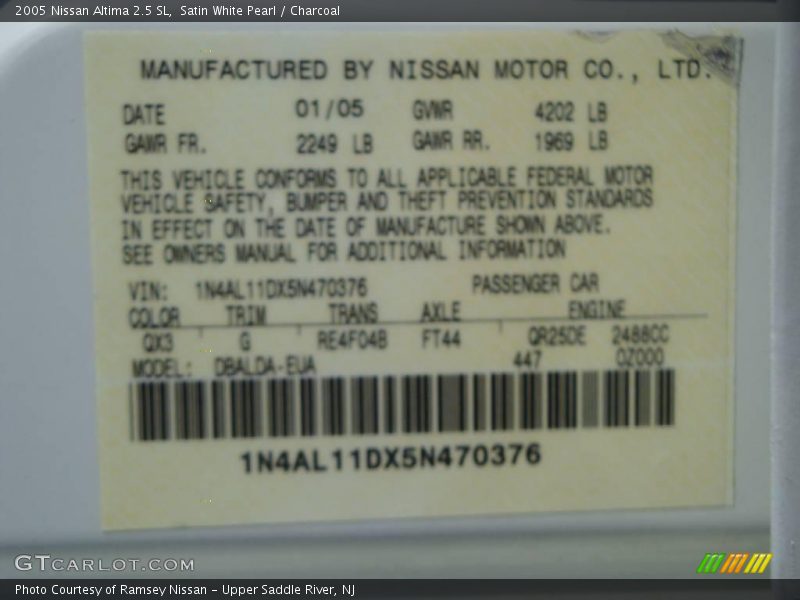 2005 Nissan Altima 2.5 SL, Satin White Pearl / Charcoal
MANUFACTURED BY NISSAN MOTOR CO., LTD.
DATE 01/05 GVWR 4202 LB
GAWR FR. 2249 LB GAWR RR. 1969 LB
THIS VEHICLE CONFORMS TO ALL APPLICABLE FEDERAL MOTOR
VEHICLE SAFETY, BUMPER AND THEFT PREVENTION STANDARDS
IN EFFECT ON THE DATE OF MANUFACTURE SHOWN ABOVE.
SEE OWNERS MANUAL FOR ADDITIONAL INFORMATION
VIN: 1N4AL11DX5N470376 PASSENGER CAR
COLOR TRIM TRANS AXLE ENGINE
QX3 G RE4F04B FT44 QR25DE 2488CC
MODEL: DBALDA-EUA 447 QZ000
1N4AL11DX5N470376
GTCARLOT.COM
Photo Courtesy of Ramsey Nissan - Upper Saddle River, NJ